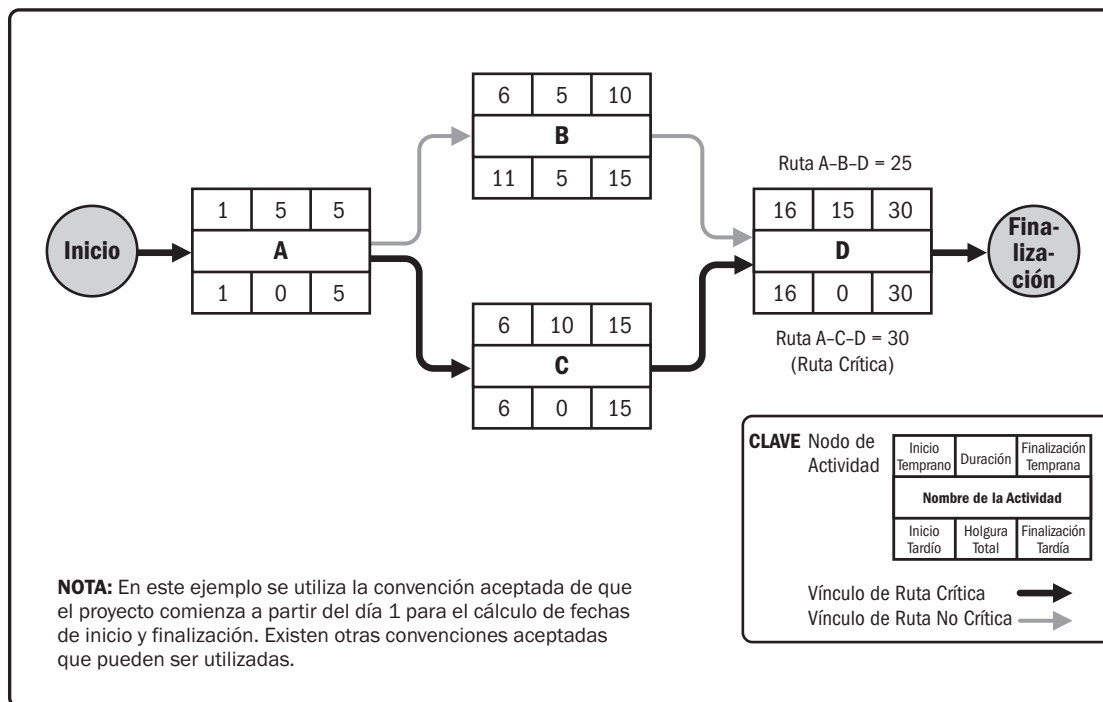 6 5 10
B
11 5 15
Ruta A–B–D = 25
1 5 5
A
1 0 5
Inicio
16 15 30
D
16 0 30
Fina-
liza-
ción
6 10 15
C
6 0 15
Ruta A–C–D = 30
(Ruta Crítica)
CLAVE Nodo de
Actividad
Inicio
Temprano
Duración
Finalización
Temprana
Nombre de la Actividad
Inicio
Tardío
Holgura
Total
Finalización
Tardía
Vínculo de Ruta Crítica
Vínculo de Ruta No Crítica
NOTA: En este ejemplo se utiliza la convención aceptada de que
el proyecto comienza a partir del día 1 para el cálculo de fechas
de inicio y finalización. Existen otras convenciones aceptadas
que pueden ser utilizadas.